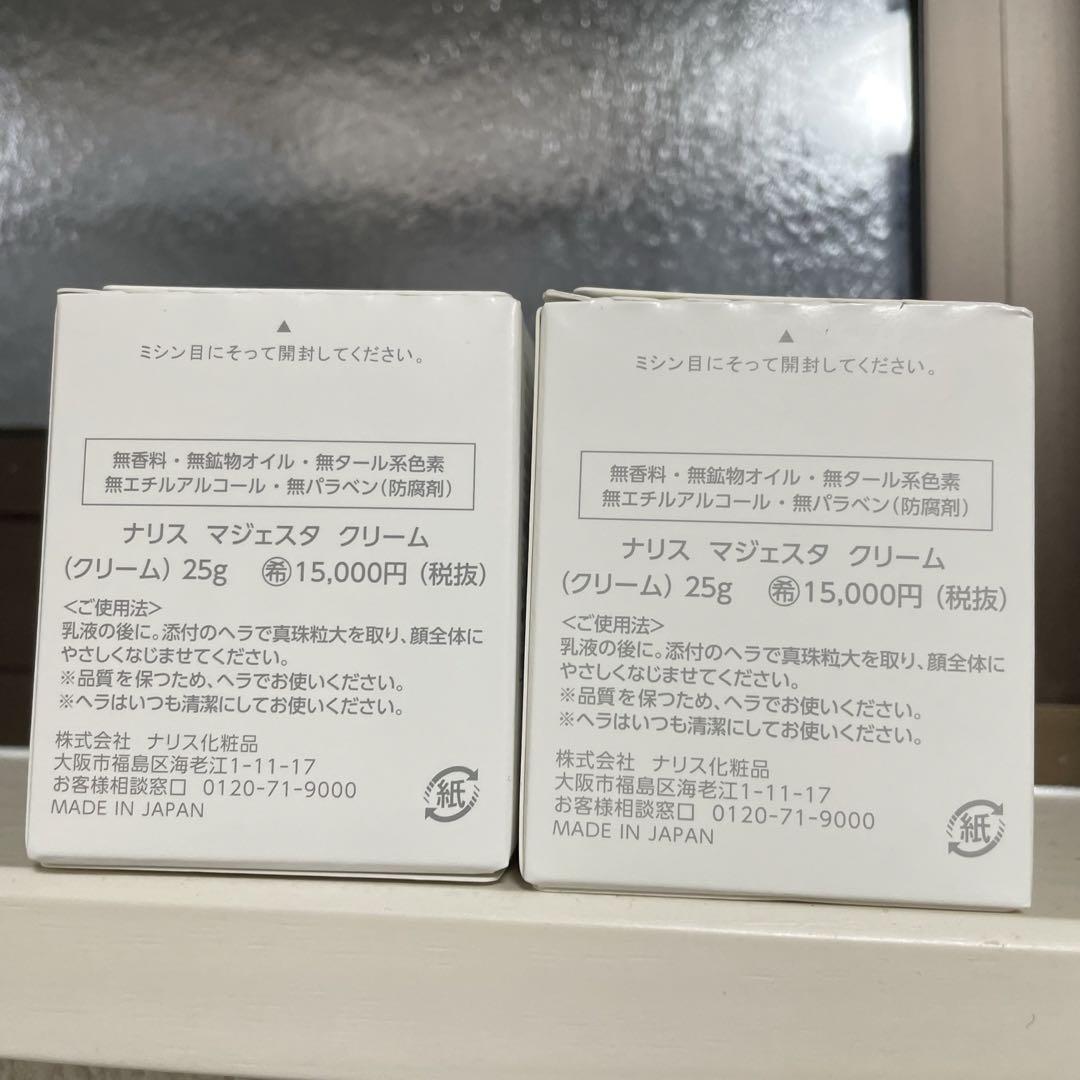 ▲
ミシン目にそって開封してください。
無香料・無鉱物オイル・無タール系色素
無エチルアルコール・無パラベン(防腐剤)
ナリス マジェスタ クリーム
(クリーム) 25g ㊗15,000円 (税抜)
<ご使用法>
乳液の後に。添付のヘラで真珠粒大を取り、顔全体に
やさしくなじませてください。
※品質を保つため、ヘラでお使いください。
※ヘラはいつも清潔にしてお使いください。
株式会社 ナリス化粧品
大阪市福島区海老江1-11-17
お客様相談窓口 0120-71-9000
MADE IN JAPAN
紙
▲
ミシン目にそって開封してください。
無香料・無鉱物オイル・無タール系色素
無エチルアルコール・無パラベン(防腐剤)
ナリス マジェスタ クリーム
(クリーム) 25g 希15,000円 (税抜)
<ご使用法>
乳液の後に。添付のヘラで真珠粒大を取り、顔全体に
やさしくなじませてください。
※品質を保つため、ヘラでお使いください。
※ヘラはいつも清潔にしてお使いください。
株式会社 ナリス化粧品
大阪市福島区海老江1-11-17
お客様相談窓口 0120-71-9000
MADE IN JAPAN
紙